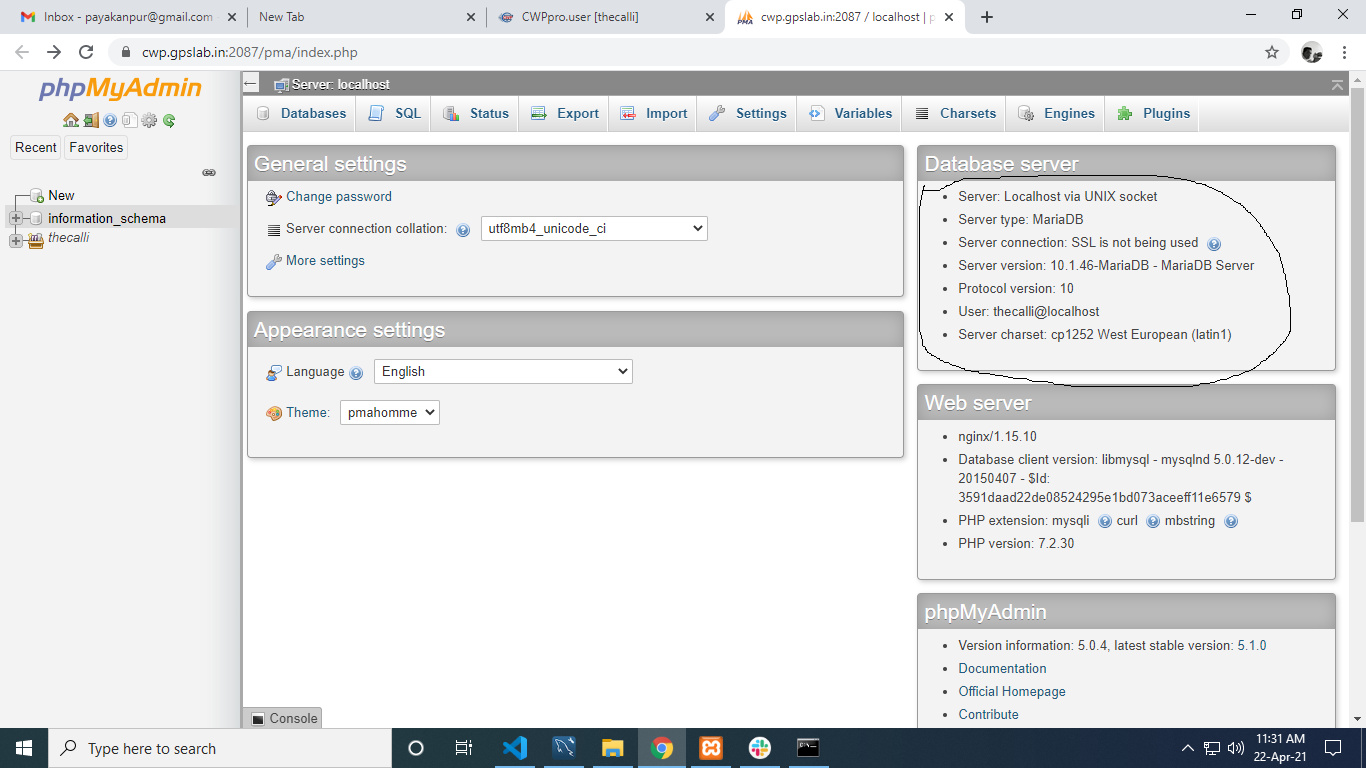 Inbox - payakanpur@gmail.com
New Tab
CWPpro.user [thecalli]
cwp.gpslab.in:2087 / localhost | p
cwp.gpslab.in:2087/pma/index.php
phpMyAdmin
Recent
Favorites
New
information_schema
thecalli
Server: localhost
Databases
SQL
Status
Export
Import
Settings
Variables
Charsets
Engines
Plugins
General settings
Change password
Server connection collation:
utf8mb4_unicode_ci
More settings
Appearance settings
Language
English
Theme:
pmahomme
Database server
Server: Localhost via UNIX socket
Server type: MariaDB
Server connection: SSL is not being used
Server version: 10.1.46-MariaDB - MariaDB Server
Protocol version: 10
User: thecalli@localhost
Server charset: cp1252 West European (latin1)
Web server
nginx/1.15.10
Database client version: libmysql - mysqlnd 5.0.12-dev -
20150407 - $Id:
3591daad22de08524295e1bd073aceeff11e6579 $
PHP extension: mysqli curl mbstring
PHP version: 7.2.30
phpMyAdmin
Version information: 5.0.4, latest stable version: 5.1.0
Documentation
Official Homepage
Contribute
Console
Type here to search
11:31 AM
22-Apr-21